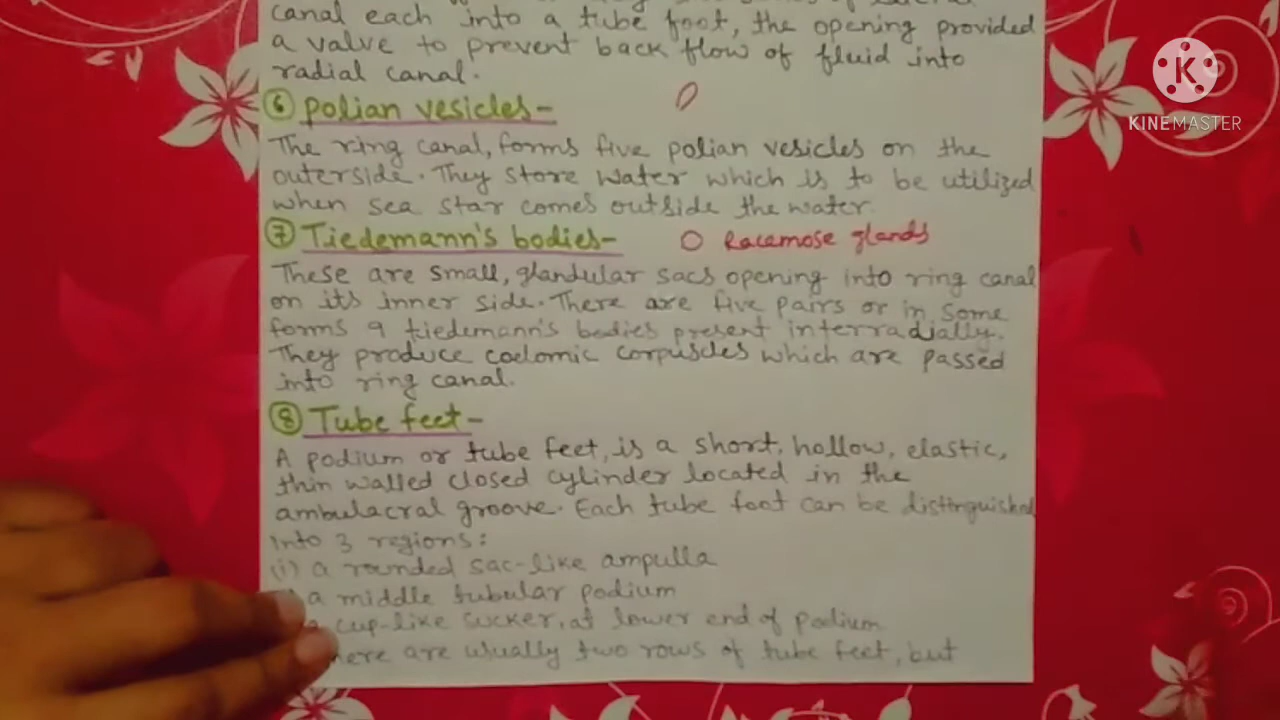 canal each into a tube foot, the opening provided
a valve to prevent back flow of fluid into
radial canal.
⑥ polian vesicles-
The ring canal, forms five polian vesicles on the
outerside. They store water which is to be utilized
when sea star comes outside the water.
⑦ Tiedemann's bodies- Racemose glands
These are small, glandular sacs opening into ring canal
on its inner side. There are five pairs or in some
forms 9 tiedemann's bodies present interradially.
They produce coelomic corpuscles which are passed
into ring canal.
⑧ Tube feet-
A podium or tube feet, is a short, hollow, elastic,
thin walled closed cylinder located in the
ambulacral groove. Each tube foot can be distinguished
into 3 regions:
(i) a rounded sac-like ampulla
a middle tubular podium
cup-like sucker, at lower end of podium
here are usually two rows of tube feet, but
K
KINEMASTER